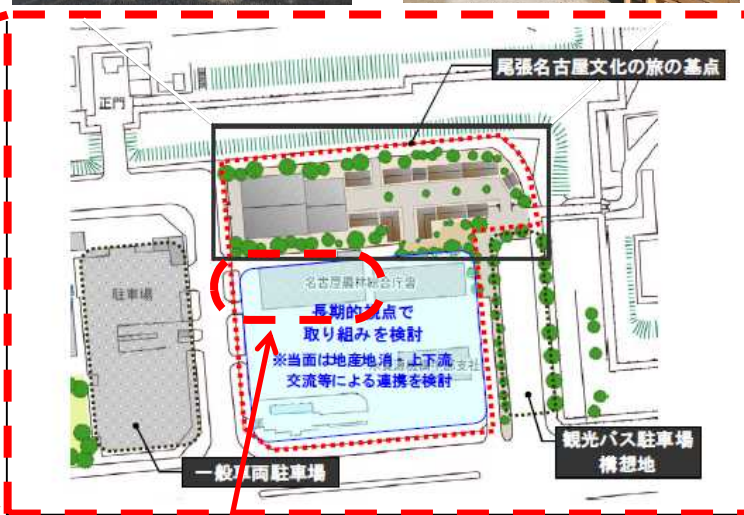 尾張名古屋文化の旅の基点
正門
駐車場
名古屋農林総合庁舎
長期的視点で
取り組みを検討
※当面は地産地消・上下流
交流等による連携を検討
観光バス駐車場
構想地
一般車両駐車場